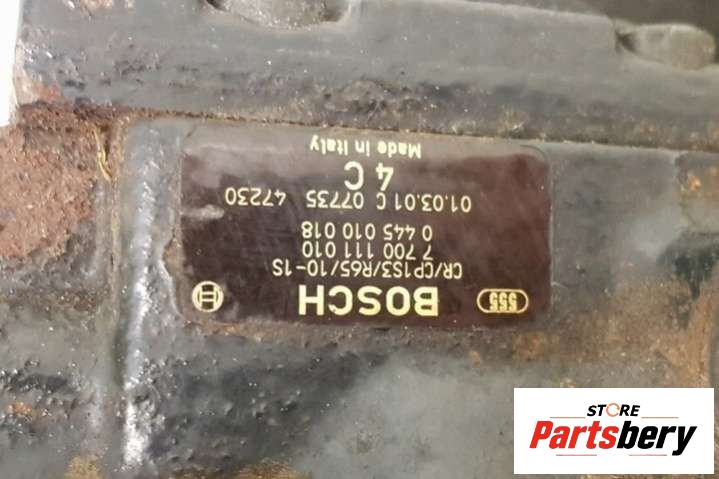 555 BOSCH
CR/CP1S3/R65/10-1S
7 700 111 010
0 445 010 018
01.03.01 C 07735 47230
4 C
Made in Italy
STORE
Partsbery